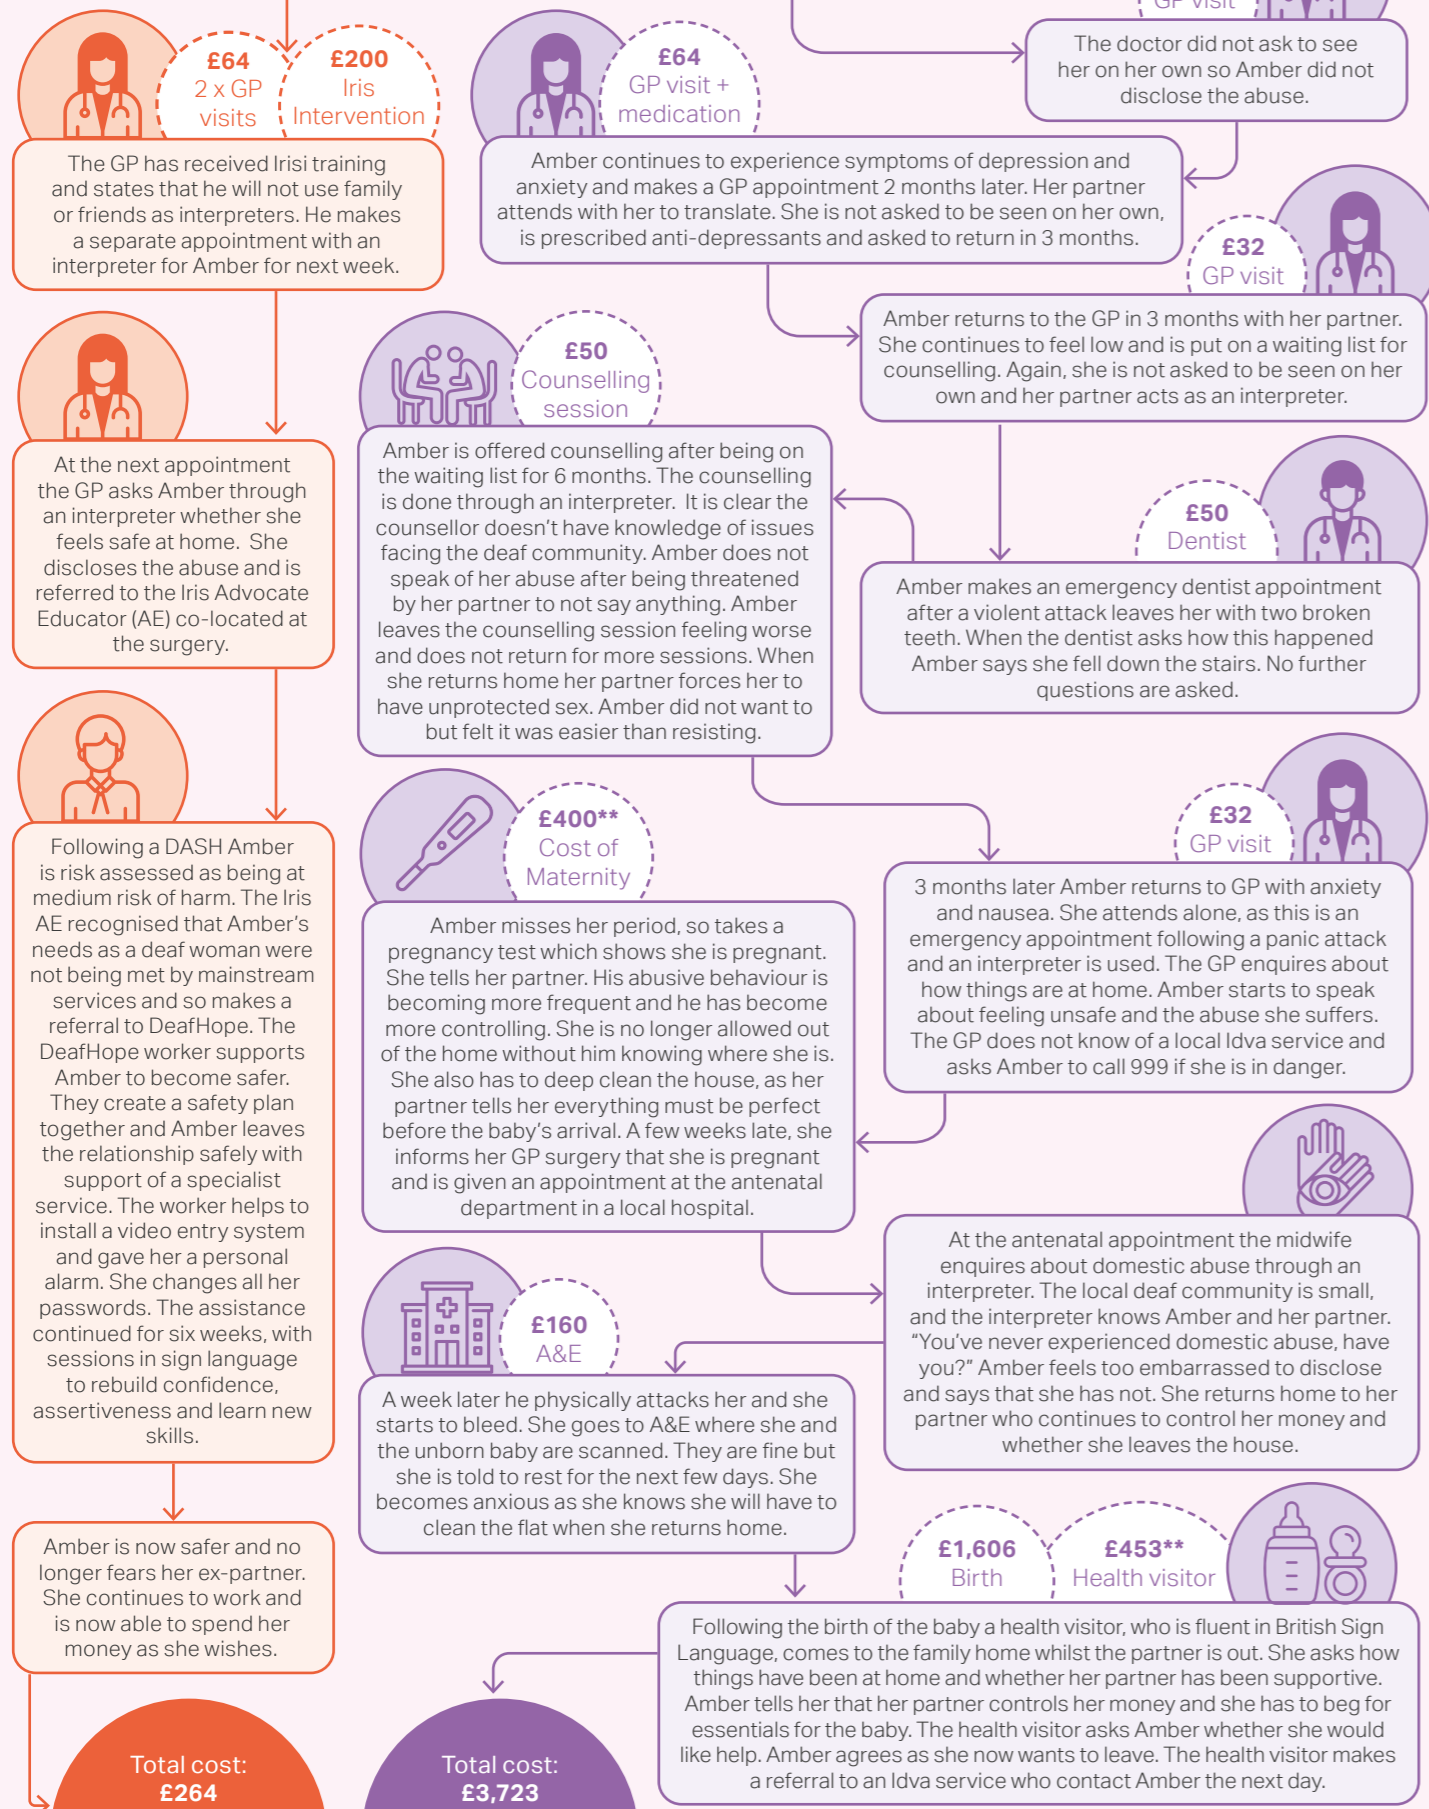 £64
2 x GP
visits
£200
Iris
Intervention
The GP has received Irisi training
and states that he will not use family
or friends as interpreters. He makes
a separate appointment with an
interpreter for Amber for next week.
At the next appointment
the GP asks Amber through
an interpreter whether she
feels safe at home. She
discloses the abuse and is
referred to the Iris Advocate
Educator (AE) co-located at
the surgery.
Following a DASH Amber
is risk assessed as being at
medium risk of harm. The Iris
AE recognised that Amber's
needs as a deaf woman were
not being met by mainstream
services and so makes a
referral to DeafHope. The
DeafHope worker supports
Amber to become safer.
They create a safety plan
together and Amber leaves
the relationship safely with
support of a specialist
service. The worker helps to
install a video entry system
and gave her a personal
alarm. She changes all her
passwords. The assistance
continued for six weeks, with
sessions in sign language
to rebuild confidence,
assertiveness and learn new
skills.
Amber is now safer and no
longer fears her ex-partner.
She continues to work and
is now able to spend her
money as she wishes.
Total cost:
£264
GP visit
The doctor did not ask to see
her on her own so Amber did not
disclose the abuse.
£64
GP visit +
medication
Amber continues to experience symptoms of depression and
anxiety and makes a GP appointment 2 months later. Her partner
attends with her to translate. She is not asked to be seen on her own,
is prescribed anti-depressants and asked to return in 3 months.
£32
GP visit
Amber returns to the GP in 3 months with her partner.
She continues to feel low and is put on a waiting list for
counselling. Again, she is not asked to be seen on her
own and her partner acts as an interpreter.
£50
Dentist
Amber makes an emergency dentist appointment
after a violent attack leaves her with two broken
teeth. When the dentist asks how this happened
Amber says she fell down the stairs. No further
questions are asked.
£50
Counselling
session
Amber is offered counselling after being on
the waiting list for 6 months. The counselling
is done through an interpreter. It is clear the
counsellor doesn't have knowledge of issues
facing the deaf community. Amber does not
speak of her abuse after being threatened
by her partner to not say anything. Amber
leaves the counselling session feeling worse
and does not return for more sessions. When
she returns home her partner forces her to
have unprotected sex. Amber did not want to
but felt it was easier than resisting.
£32
GP visit
3 months later Amber returns to GP with anxiety
and nausea. She attends alone, as this is an
emergency appointment following a panic attack
and an interpreter is used. The GP enquires about
how things are at home. Amber starts to speak
about feeling unsafe and the abuse she suffers.
The GP does not know of a local Idva service and
asks Amber to call 999 if she is in danger.
£400**
Cost of
Maternity
Amber misses her period, so takes a
pregnancy test which shows she is pregnant.
She tells her partner. His abusive behaviour is
becoming more frequent and he has become
more controlling. She is no longer allowed out
of the home without him knowing where she is.
She also has to deep clean the house, as her
partner tells her everything must be perfect
before the baby's arrival. A few weeks late, she
informs her GP surgery that she is pregnant
and is given an appointment at the antenatal
department in a local hospital.
At the antenatal appointment the midwife
enquires about domestic abuse through an
interpreter. The local deaf community is small,
and the interpreter knows Amber and her partner.
"You've never experienced domestic abuse, have
you?" Amber feels too embarrassed to disclose
and says that she has not. She returns home to her
partner who continues to control her money and
whether she leaves the house.
£160
A&E
A week later he physically attacks her and she
starts to bleed. She goes to A&E where she and
the unborn baby are scanned. They are fine but
she is told to rest for the next few days. She
becomes anxious as she knows she will have to
clean the flat when she returns home.
£1,606
Birth
£453**
Health visitor
Following the birth of the baby a health visitor, who is fluent in British Sign
Language, comes to the family home whilst the partner is out. She asks how
things have been at home and whether her partner has been supportive.
Amber tells her that her partner controls her money and she has to beg for
essentials for the baby. The health visitor asks Amber whether she would
like help. Amber agrees as she now wants to leave. The health visitor makes
a referral to an Idva service who contact Amber the next day.
Total cost:
£3,723